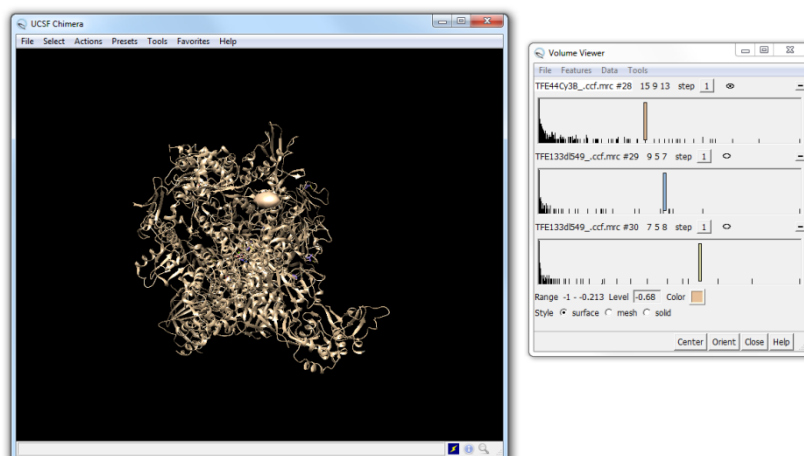 UCSF Chimera
File Select Actions Presets Tools Favorites Help
Volume Viewer
File Features Data Tools
TFE44Cy3B_.ccf.mrc #28 15 9 13 step 1
TFE133dl549_.ccf.mrc #29 9 5 7 step 1
TFE133dl549_.ccf.mrc #30 7 5 8 step 1
Range -1 - -0.213 Level -0.68 Color
Style surface mesh solid
Center Orient Close Help